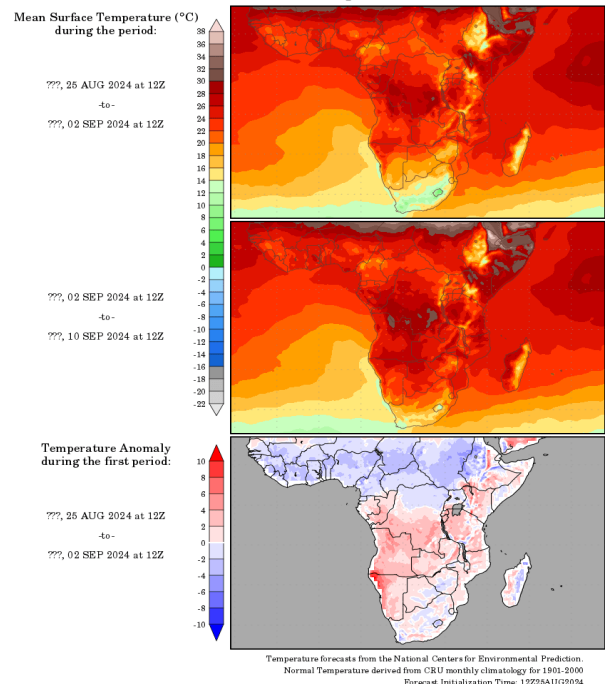 Mean Surface Temperature (°C)
during the period:
38
36
34
32
30
28
26
24
22
20
18
16
14
12
10
8
6
4
2
0
-2
-4
-6
-8
-10
-12
-14
-16
-18
-20
-22
???, 25 AUG 2024 at 12Z
-to-
???, 02 SEP 2024 at 12Z
???, 02 SEP 2024 at 12Z
-to-
???, 10 SEP 2024 at 12Z
Temperature Anomaly
during the first period:
10
8
6
4
2
0
-2
-4
-6
-8
-10
???, 25 AUG 2024 at 12Z
-to-
???, 02 SEP 2024 at 12Z
Temperature forecasts from the National Centers for Environmental Prediction.
Normal Temperature derived from CRU monthly climatology for 1901-2000
Forecast Initialization Time: 12Z25AUG2024